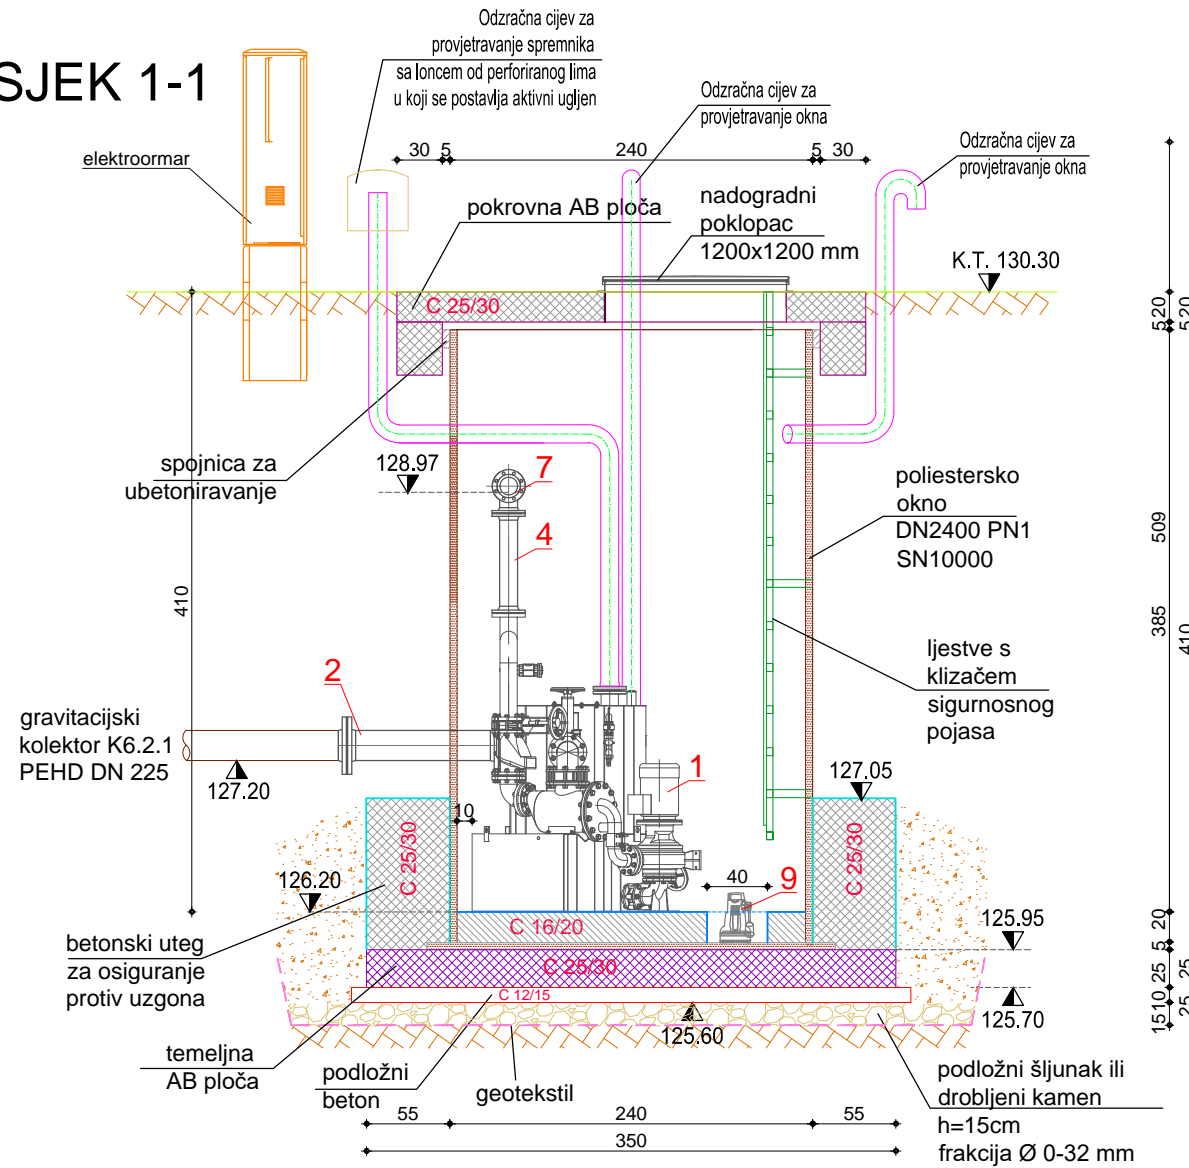 SJEK 1-1
Odzračna cijev za
provjetravanje spremnika
sa loncem od perforiranog lima
u koji se postavlja aktivni ugljen
Odzračna cijev za
provjetravanje okna
Odzračna cijev za
provjetravanje okna
elektroormar
30 5 240 5 30
pokrovna AB ploča
nadogradni
poklopac
1200x1200 mm
K.T. 130.30
C 25/30
520
520
spojnica za
ubetoniravanje
128.97
7
4
poliestersko
okno
DN2400 PN1
SN10000
509
410
385
410
ljestve s
klizačem
sigurnosnog
pojasa
2
gravitacijski
kolektor K6.2.1
PEHD DN 225
127.20
1
127.05
10
C 25/30
C 25/30
126.20
40
9
C 16/20
125.95
20
5
betonski uteg
za osiguranje
protiv uzgona
C 25/30
25
25
C 12/15
125.70
10
15
25
125.60
temeljna
AB ploča
podložni
beton
geotekstil
podložni šljunak ili
drobljeni kamen
h=15cm
frakcija Ø 0-32 mm
55 240 55
350